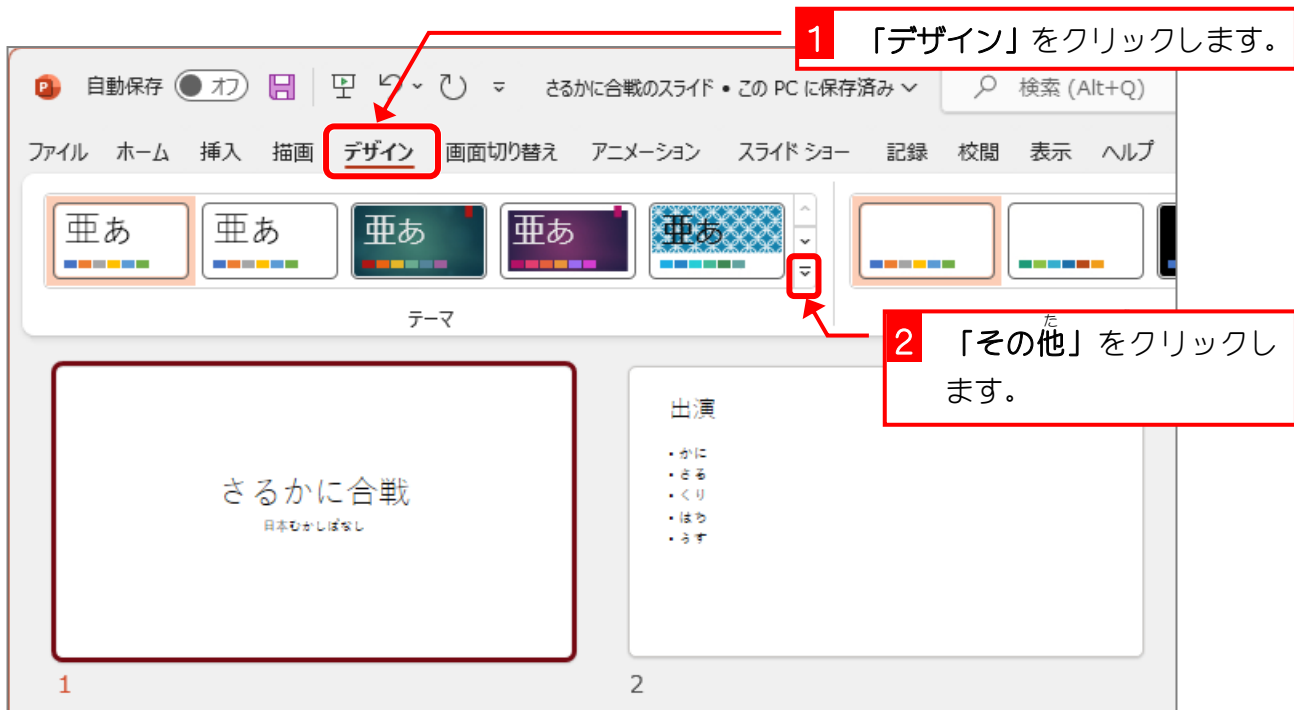 1 「デザイン」をクリックします。
自動保存 オフ さるかに合戦のスライド • この PC に保存済み 検索 (Alt+Q)
ファイル ホーム 挿入 描画 デザイン 画面切り替え アニメーション スライド ショー 記録 校閲 表示 ヘルプ
亜あ 亜あ 亜あ 亜あ 亜あ
テーマ
た
2 「その他」をクリックし
ます。
さるかに合戦
日本むかしばなし
1
出演
• かに
• さる
• くり
• はち
• うす
2